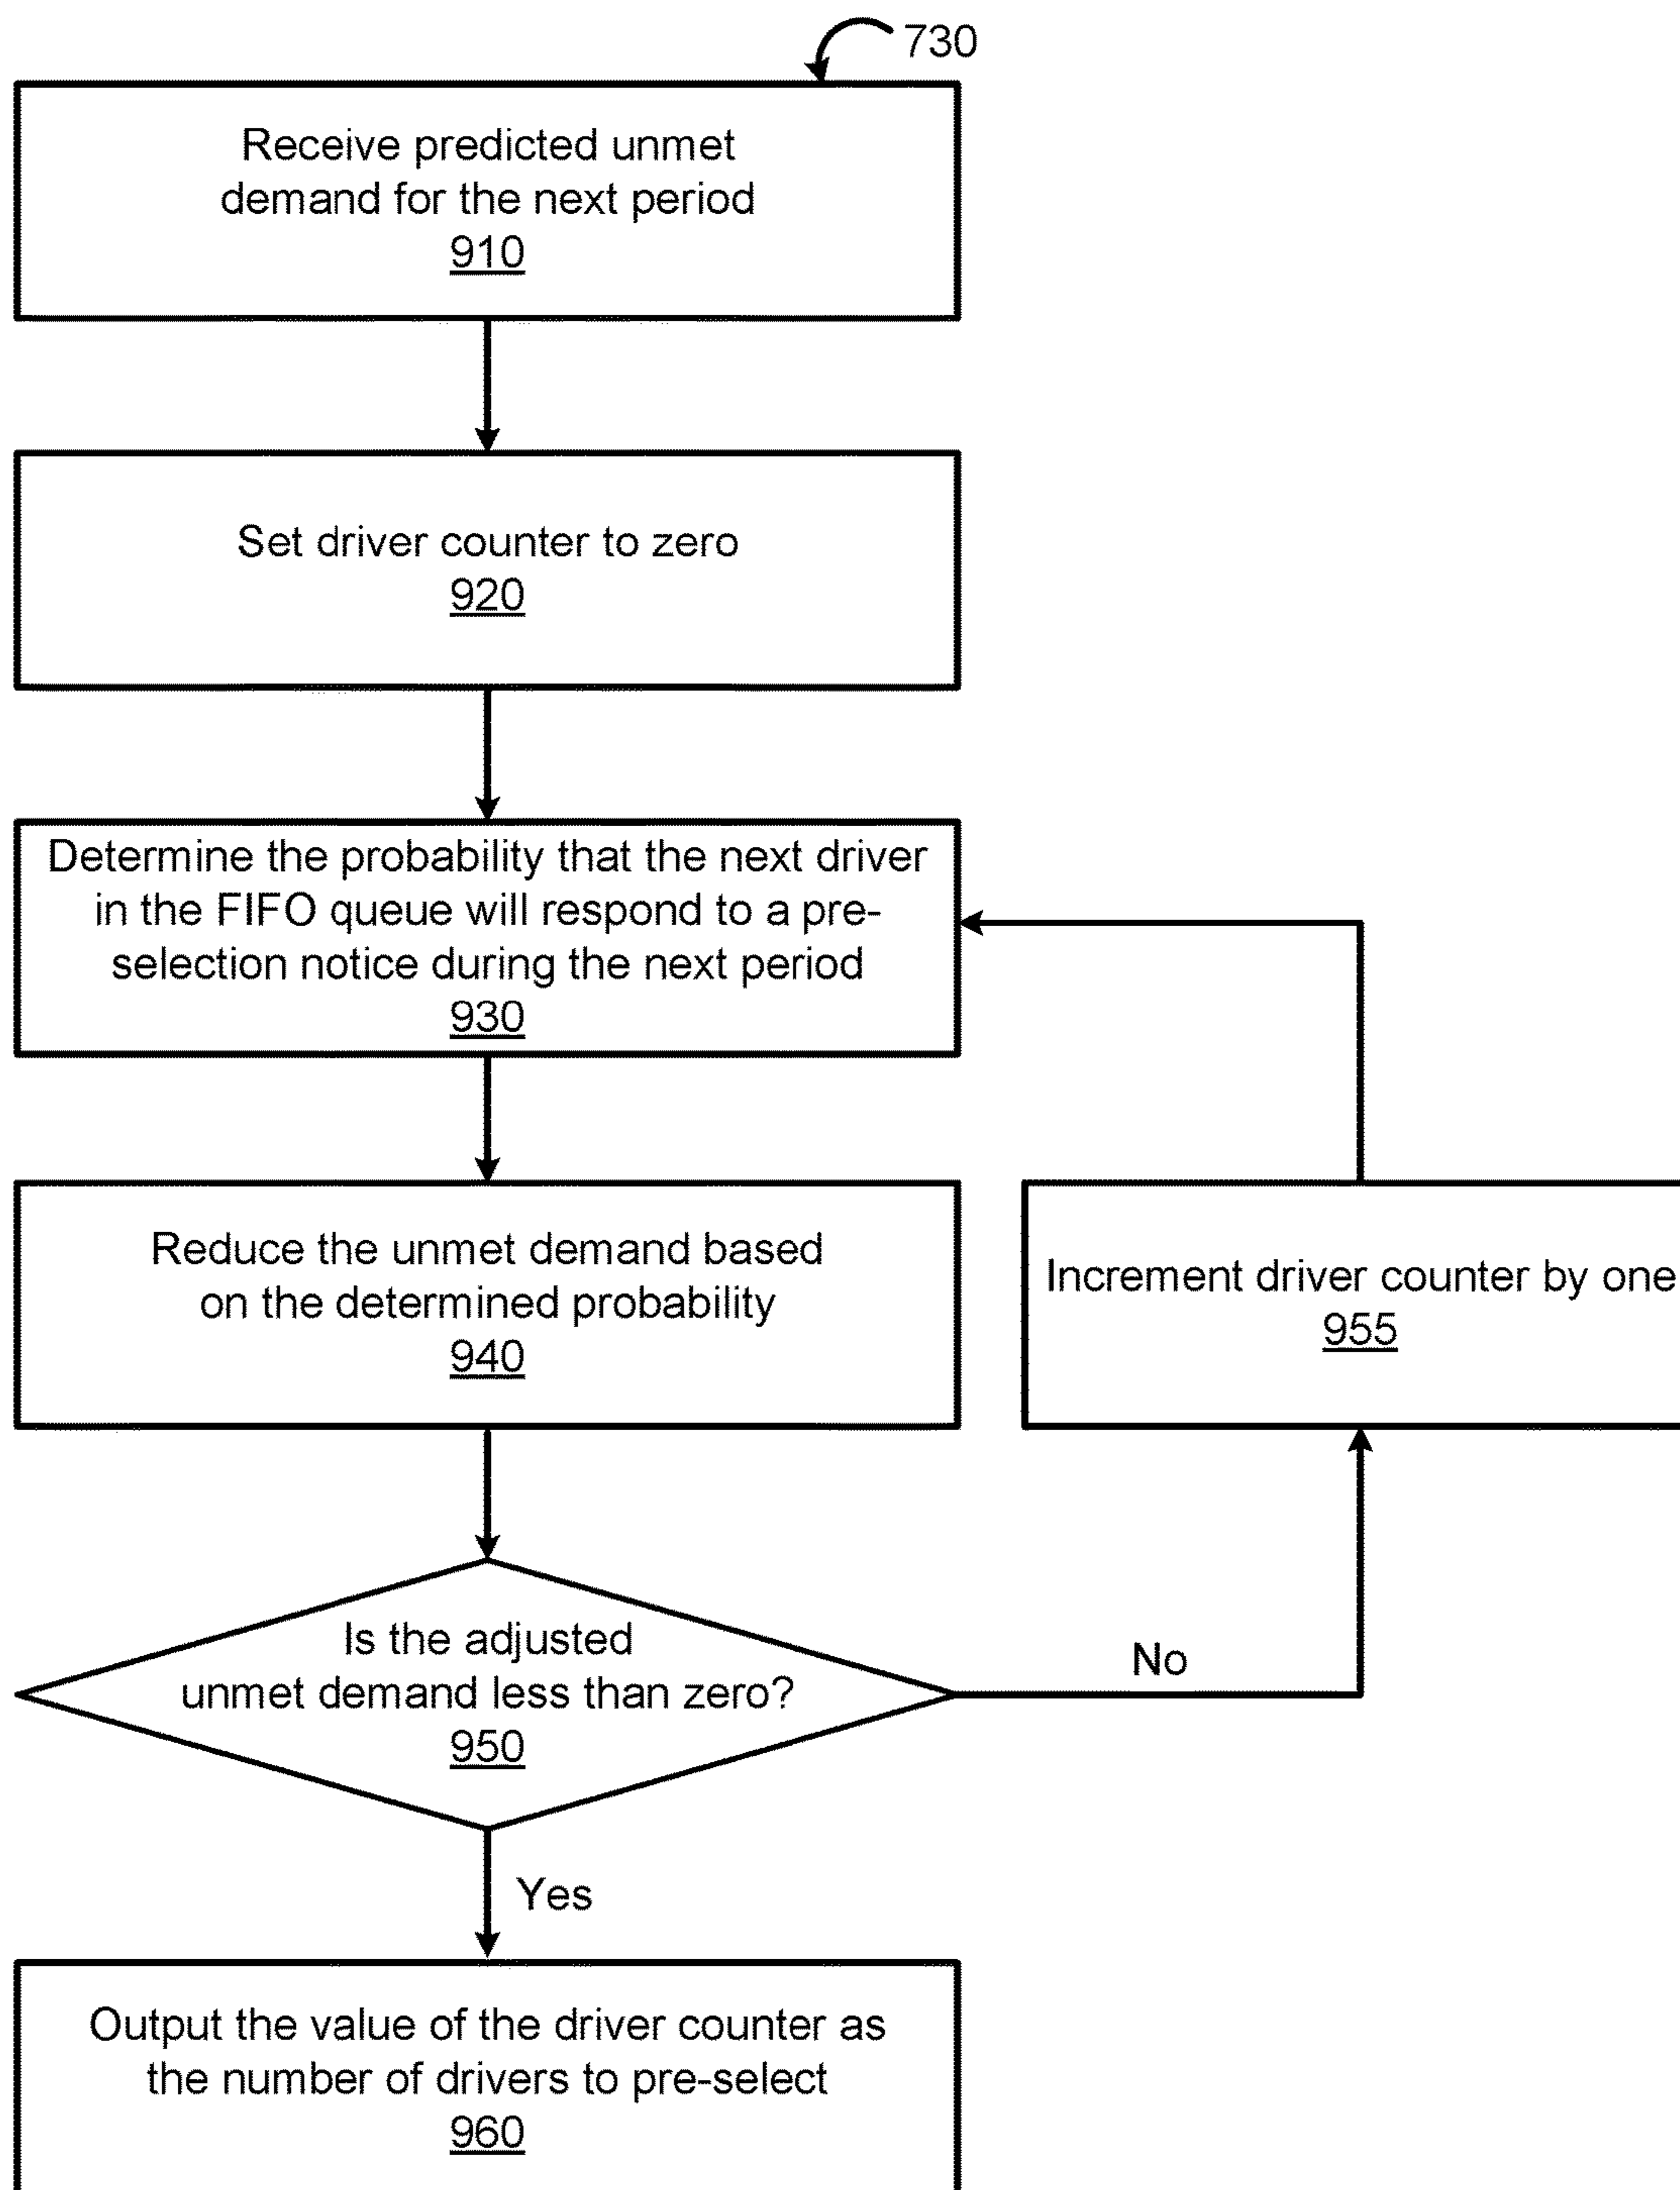 730
Receive predicted unmet
demand for the next period
910
Set driver counter to zero
920
Determine the probability that the next driver
in the FIFO queue will respond to a pre-
selection notice during the next period
930
Reduce the unmet demand based
on the determined probability
940
Increment driver counter by one
955
Is the adjusted
unmet demand less than zero?
950
No
Yes
Output the value of the driver counter as
the number of drivers to pre-select
960